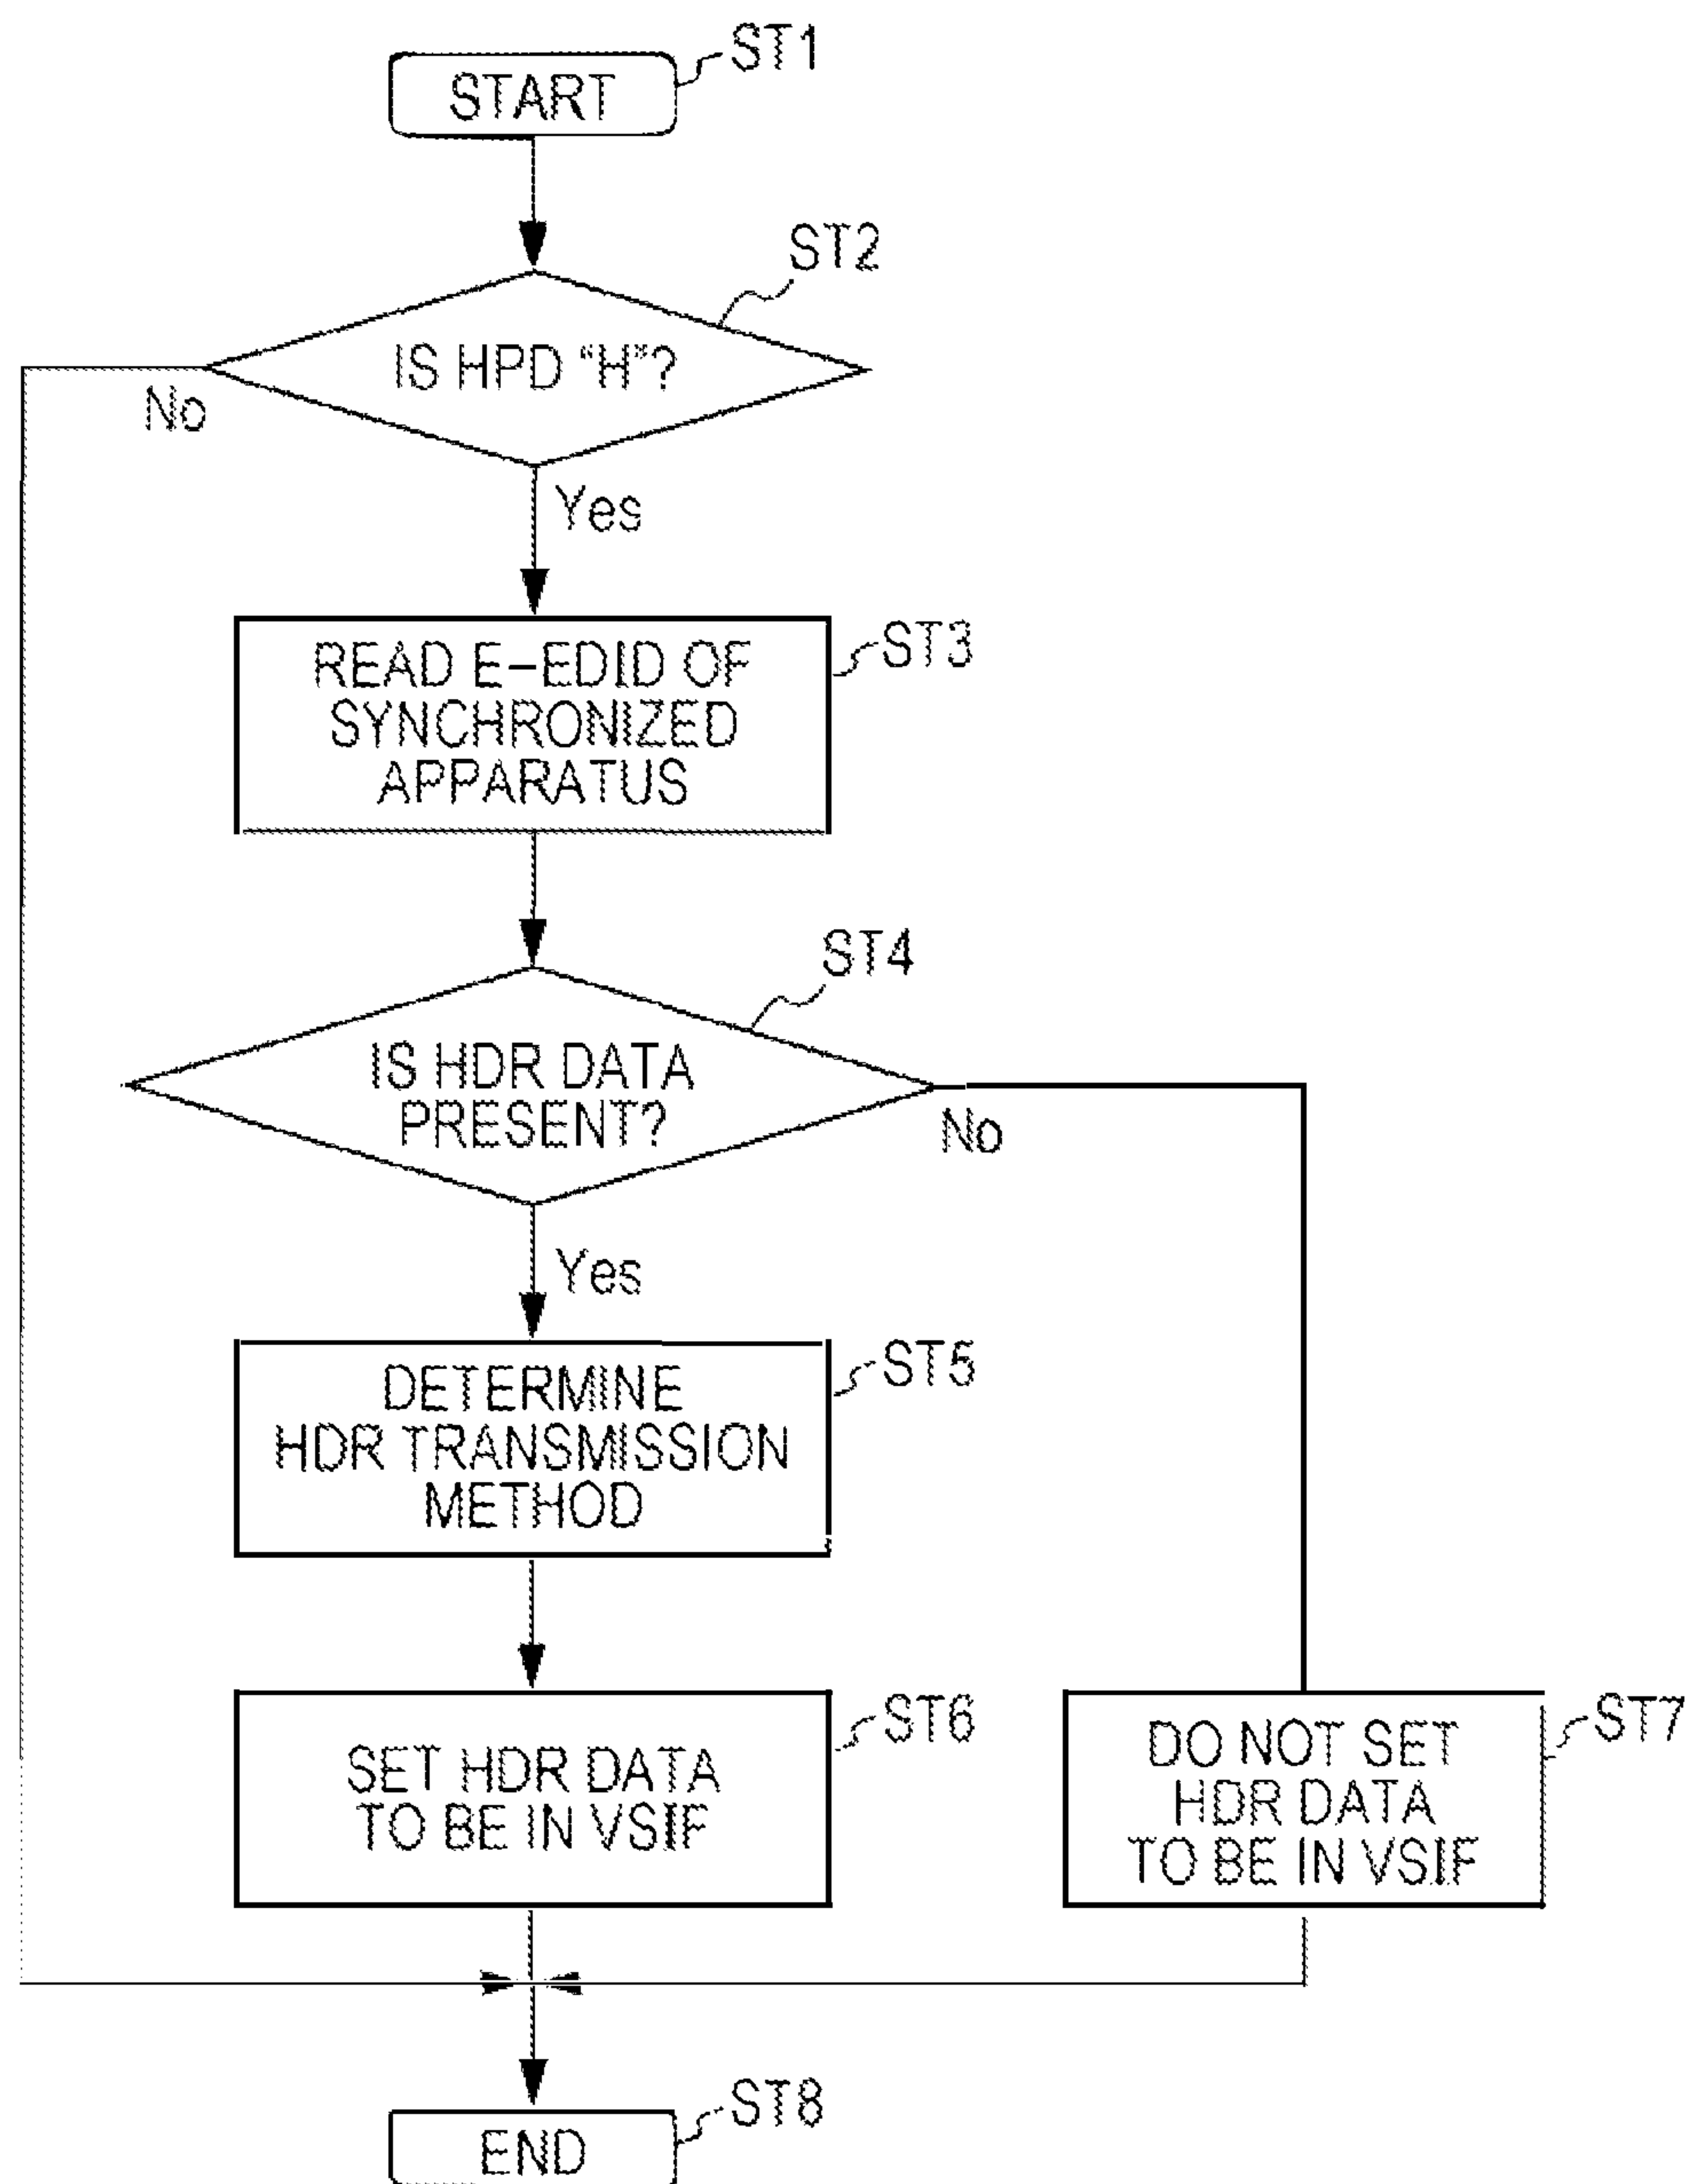 ST1
START
ST2
IS HPD “H”?
No
Yes
ST3
READ E-EDID OF
SYNCHRONIZED
APPARATUS
ST4
IS HDR DATA
PRESENT?
No
Yes
ST5
DETERMINE
HDR TRANSMISSION
METHOD
ST6
SET HDR DATA
TO BE IN VSIF
ST7
DO NOT SET
HDR DATA
TO BE IN VSIF
ST8
END